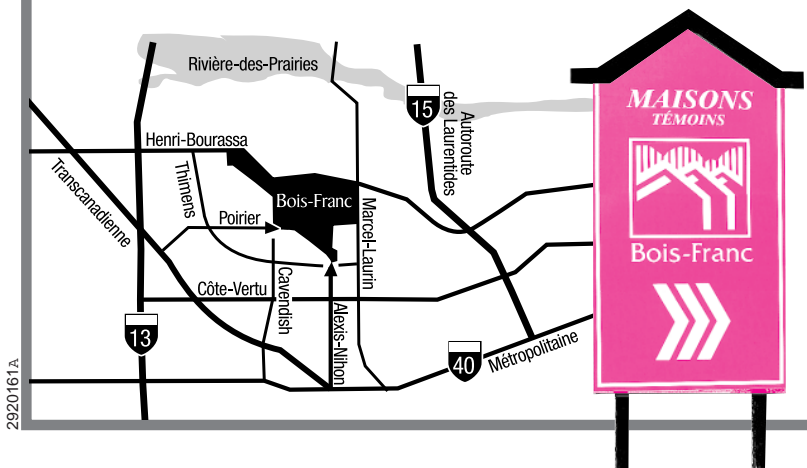 Rivière-des-Prairies
15
Autoroute
des Laurentides
Henri-Bourassa
Transcanadienne
Thimens
Bois-Franc
Poirier
Marcel-Laurin
Côte-Vertu
Cavendish
Alexis-Nihon
13
40
Métropolitaine
2920161A
MAISONS
TÉMOINS
Bois-Franc